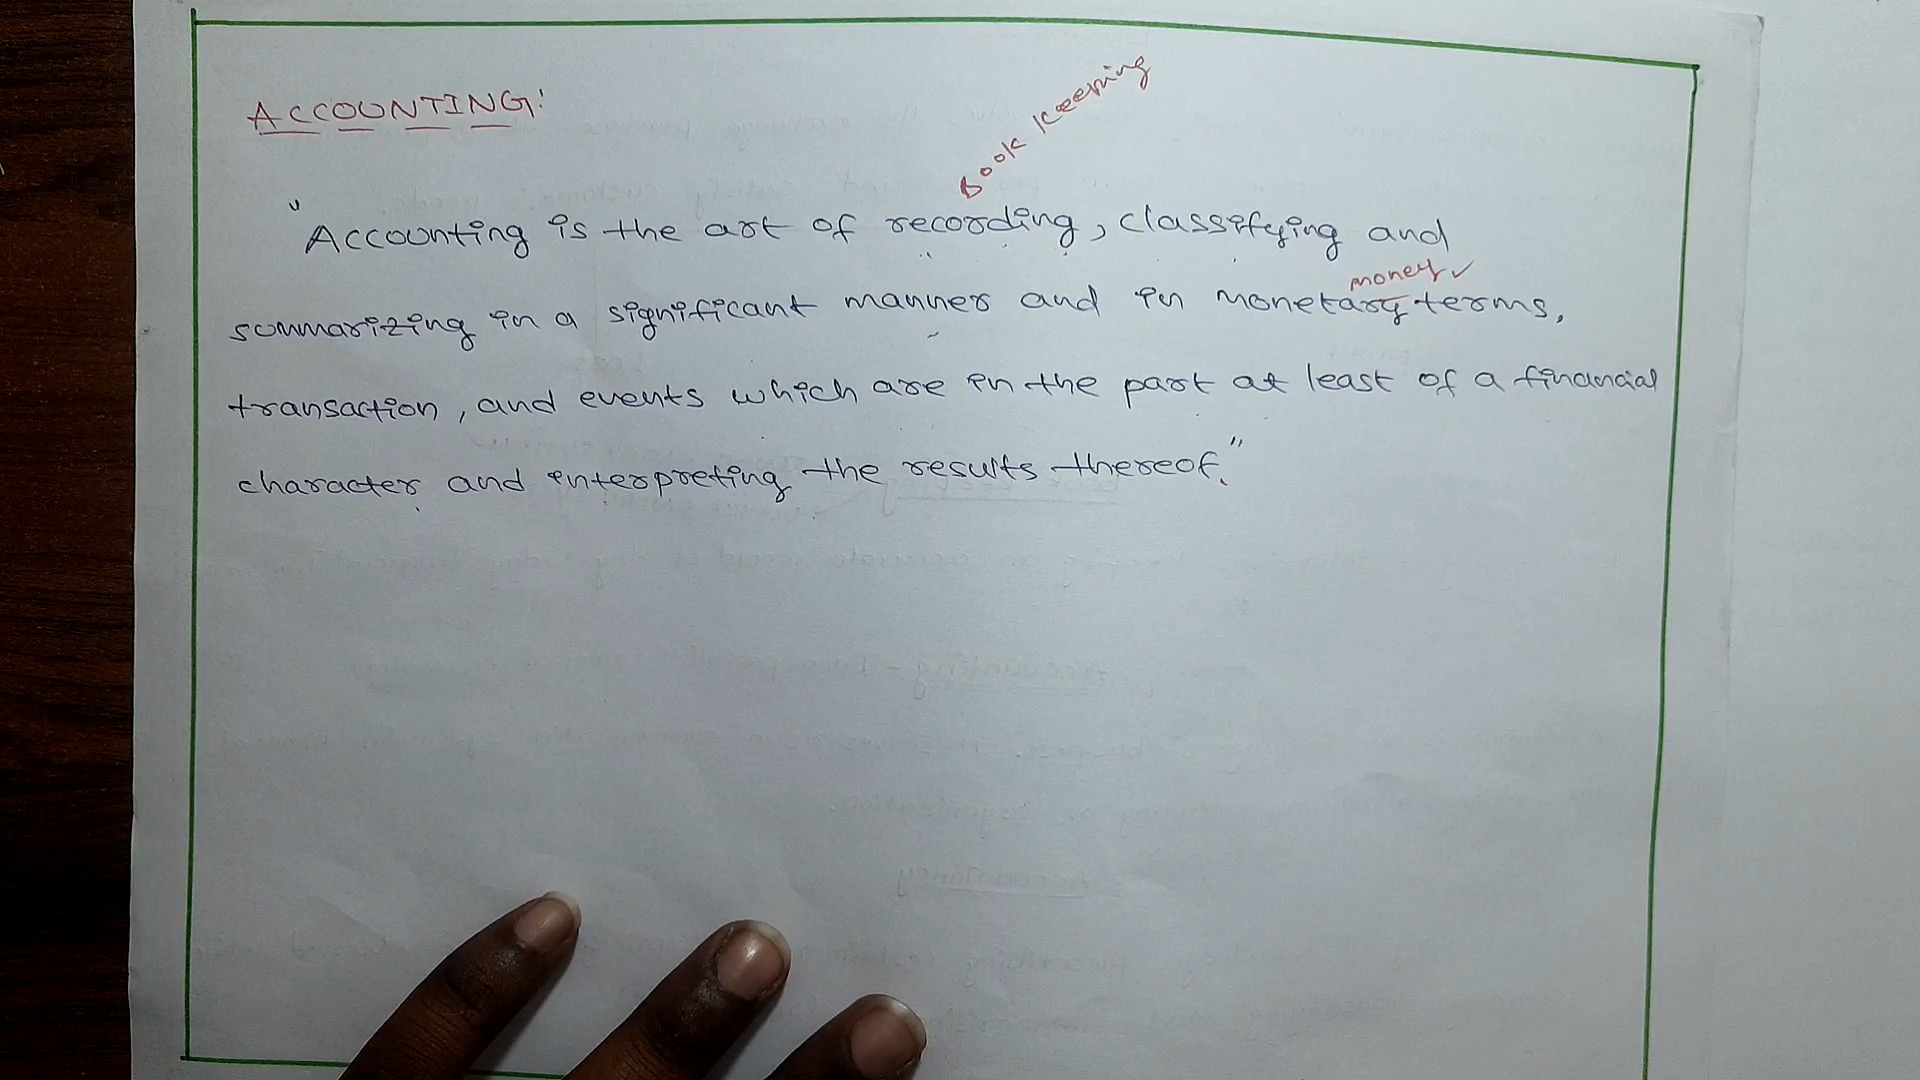 ACCOUNTING:
Book Keeping
"Accounting is the art of recording, classifying and
money ✓
summarizing in a significant manner and in monetary terms,
transaction, and events which are in the part at least of a financial
character and interpreting the results thereof."